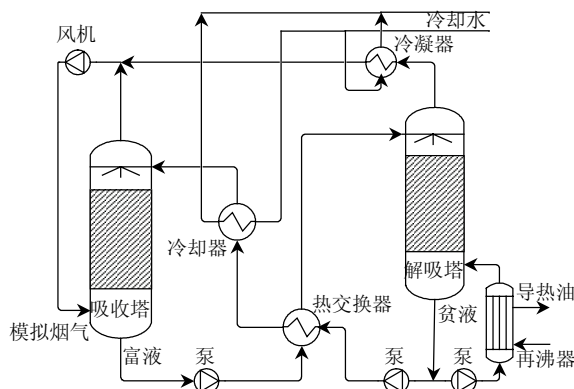 冷却水
风机
冷凝器
冷却器
解吸塔
导热油
热交换器
吸收塔
贫液
模拟烟气
富液
泵
泵
泵
再沸器